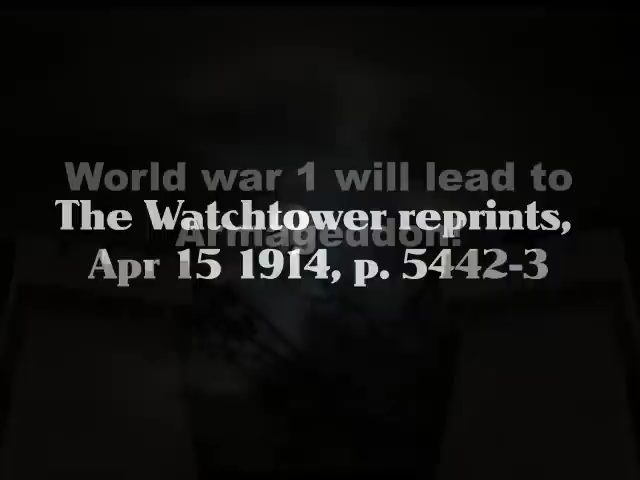 World war 1 will lead to
Armageddon!
The Watchtower reprints,
Apr 15 1914, p. 5442-3